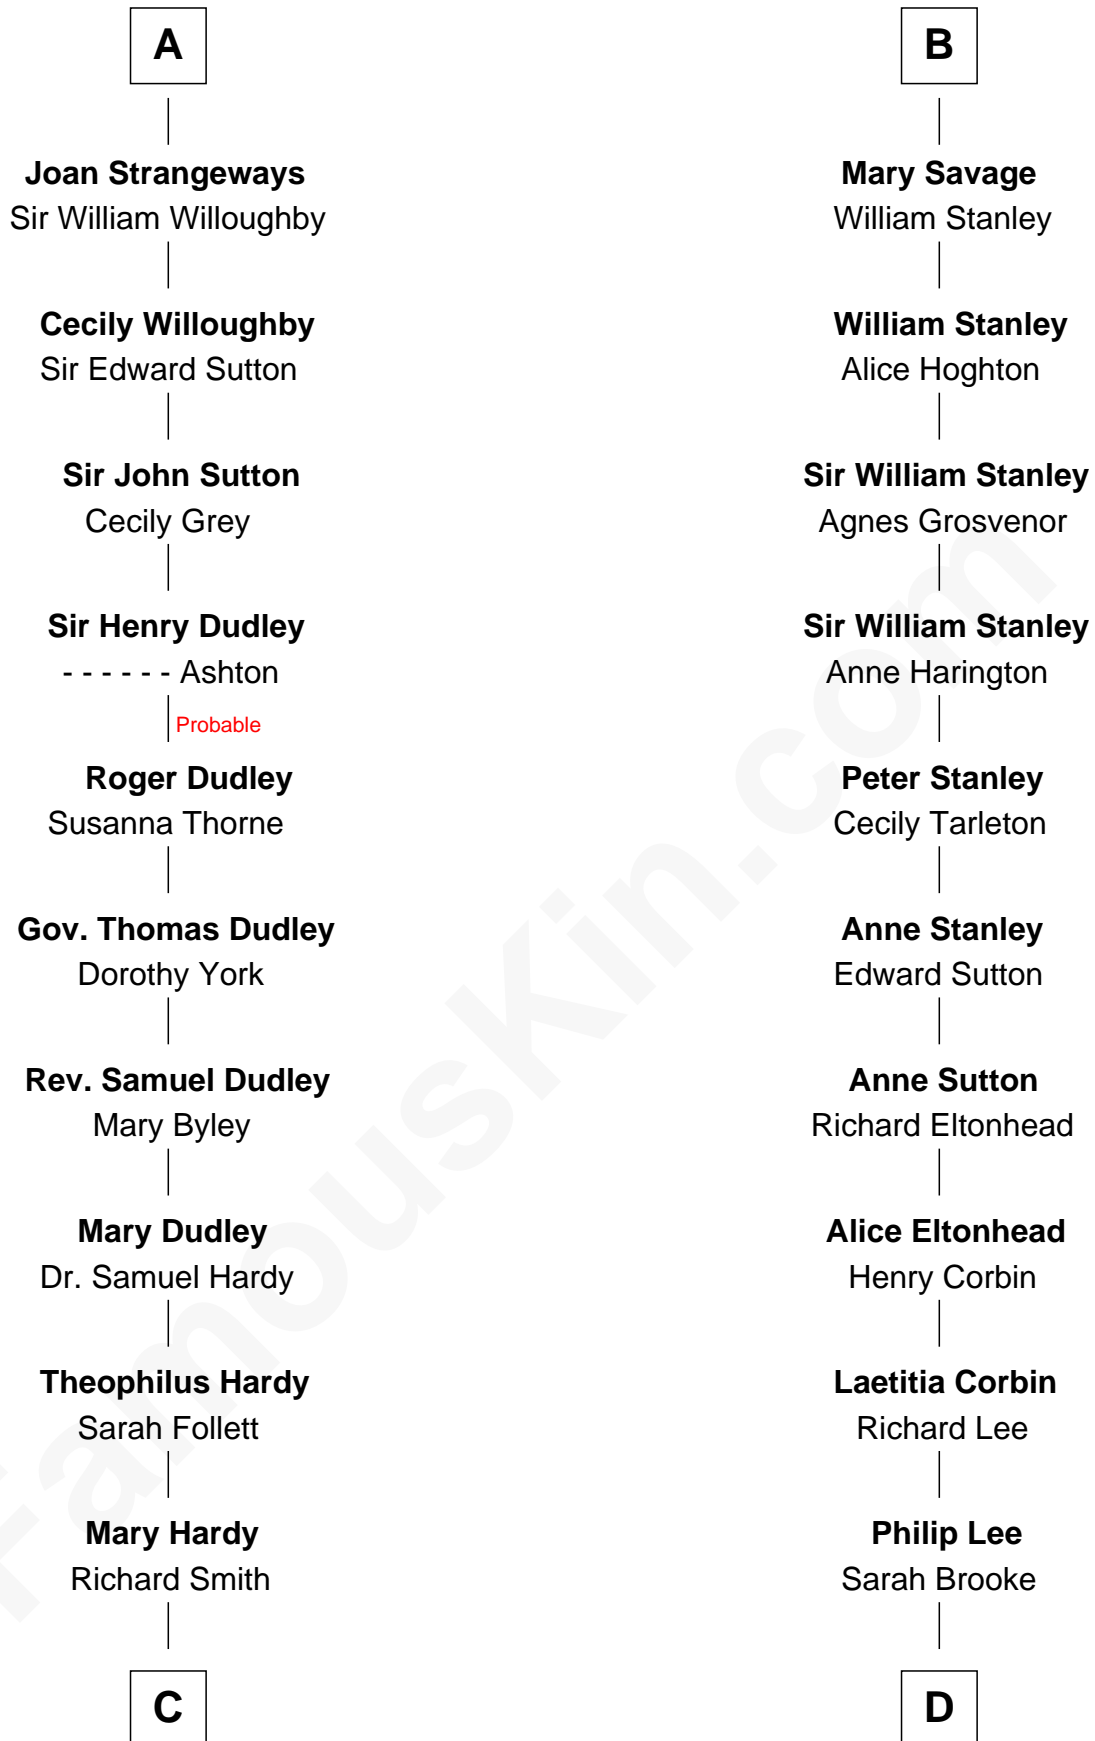 A
Joan Strangeways
Sir William Willoughby
Cecily Willoughby
Sir Edward Sutton
Sir John Sutton
Cecily Grey
Sir Henry Dudley
- - - - - - Ashton
Probable
Roger Dudley
Susanna Thorne
Gov. Thomas Dudley
Dorothy York
Rev. Samuel Dudley
Mary Byley
Mary Dudley
Dr. Samuel Hardy
Theophilus Hardy
Sarah Follett
Mary Hardy
Richard Smith
C
B
Mary Savage
William Stanley
William Stanley
Alice Hoghton
Sir William Stanley
Agnes Grosvenor
Sir William Stanley
Anne Harington
Peter Stanley
Cecily Tarleton
Anne Stanley
Edward Sutton
Anne Sutton
Richard Eltonhead
Alice Eltonhead
Henry Corbin
Laetitia Corbin
Richard Lee
Philip Lee
Sarah Brooke
D
FamousKin.com